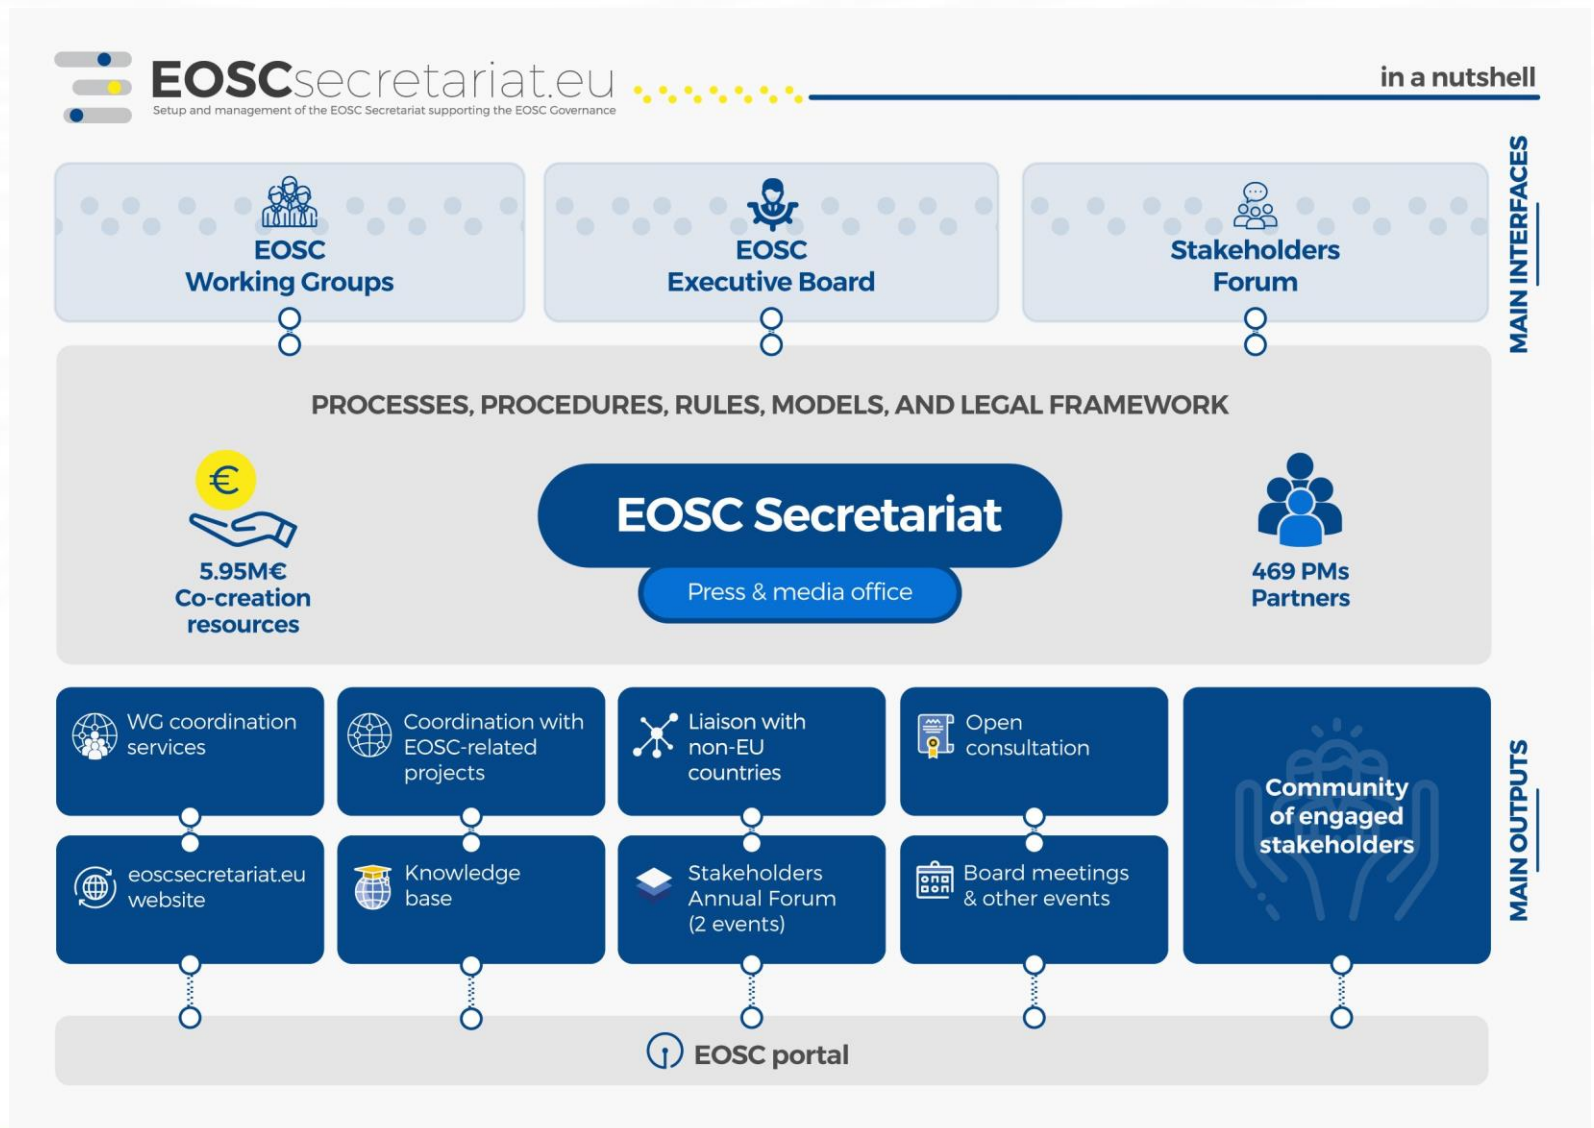 EOSCsecretariat.eu
Setup and management of the EOSC Secretariat supporting the EOSC Governance
in a nutshell
MAIN INTERFACES
EOSC
Working Groups
EOSC
Executive Board
Stakeholders
Forum
PROCESSES, PROCEDURES, RULES, MODELS, AND LEGAL FRAMEWORK
€
5.95M€
Co-creation
resources
EOSC Secretariat
Press & media office
469 PMs
Partners
MAIN OUTPUTS
WG coordination
services
Coordination with
EOSC-related
projects
Liaison with
non-EU
countries
Open
consultation
Community
of engaged
stakeholders
eoscsecretariat.eu
website
Knowledge
base
Stakeholders
Annual Forum
(2 events)
Board meetings
& other events
EOSC portal